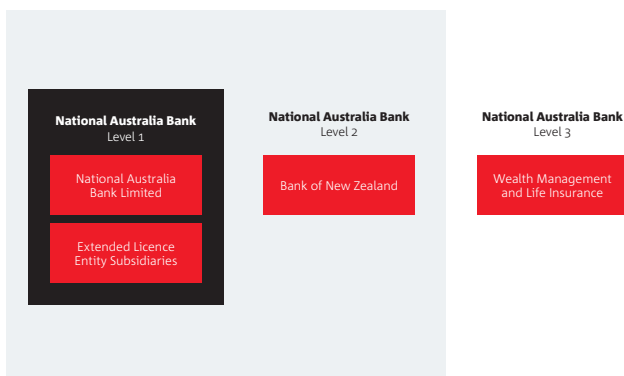 National Australia Bank
Level 1
National Australia
Bank Limited
Extended Licence
Entity Subsidiaries
National Australia Bank
Level 2
Bank of New Zealand
National Australia Bank
Level 3
Wealth Management
and Life Insurance